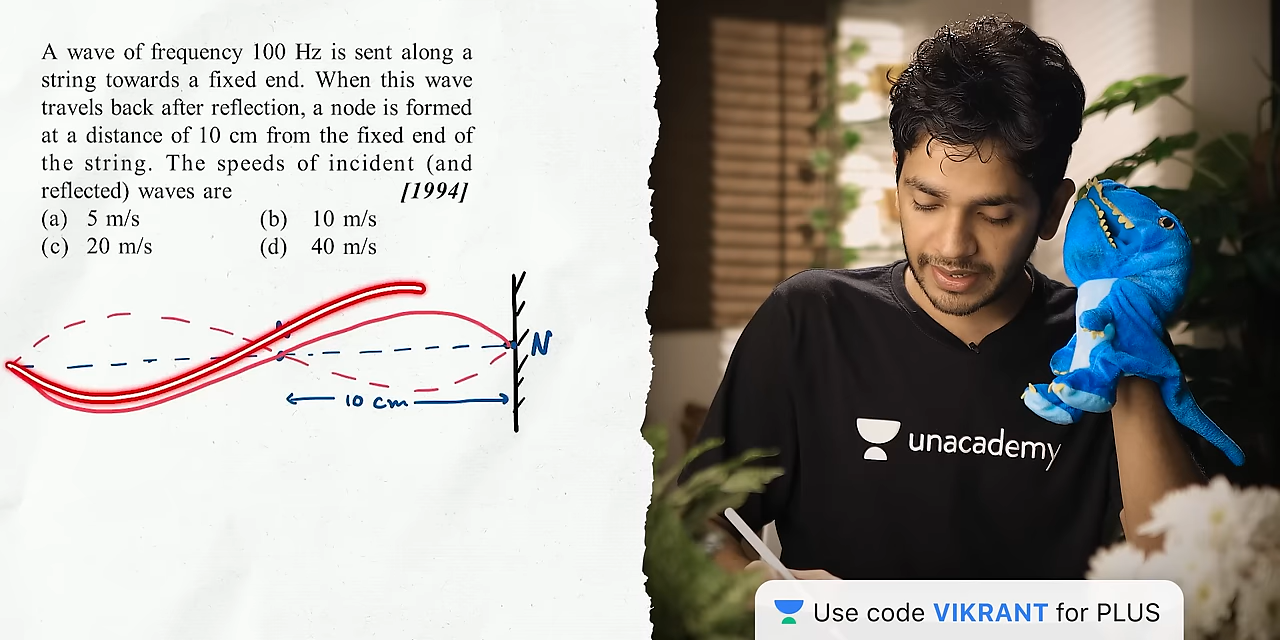 A wave of frequency 100 Hz is sent along a
string towards a fixed end. When this wave
travels back after reflection, a node is formed
at a distance of 10 cm from the fixed end of
the string. The speeds of incident (and
reflected) waves are [1994]
(a) 5 m/s (b) 10 m/s
(c) 20 m/s (d) 40 m/s
N
10 cm
unacademy
Use code VIKRANT for PLUS